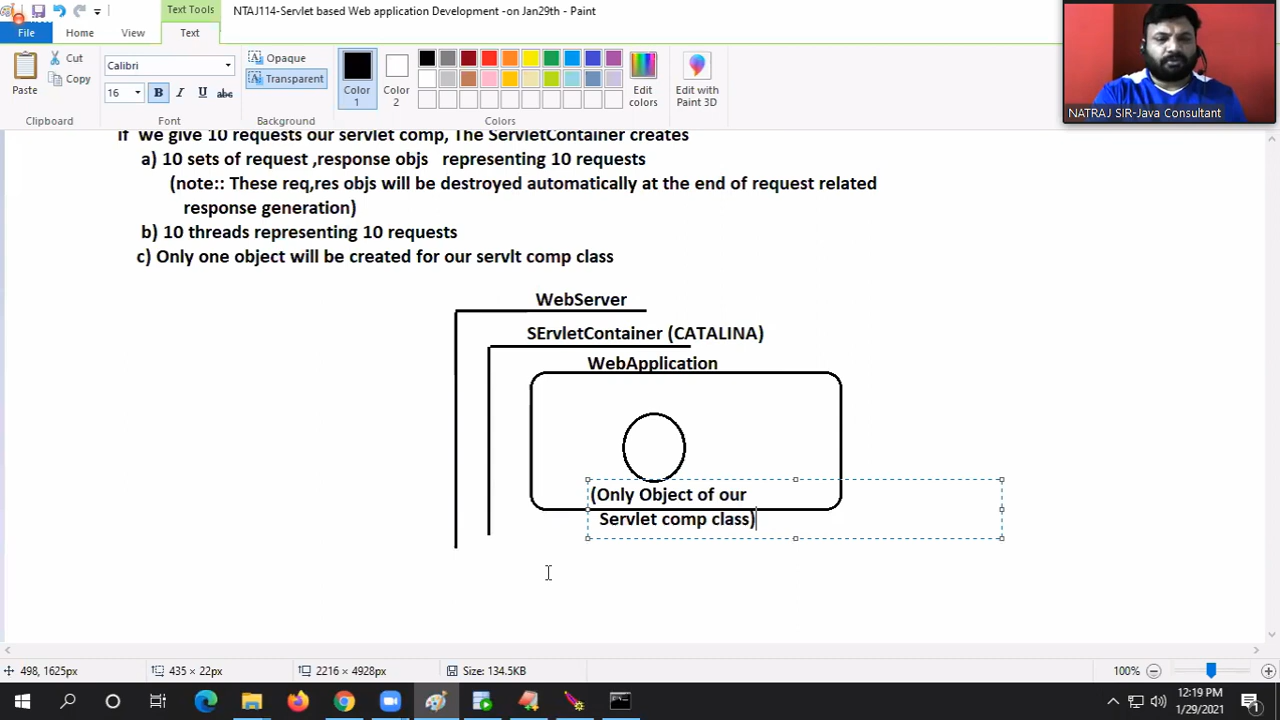 Text Tools
NTAJ114-Servlet based Web application Development -on Jan29th - Paint
File
Home
View
Text
Paste
Cut
Copy
Clipboard
Calibri
16
B
I
U
abc
Font
Opaque
Transparent
Background
Color
1
Color
2
Edit
colors
Edit with
Paint 3D
Colors
NATRAJ SIR-Java Consultant
If we give 10 requests our servlet comp, The ServletContainer creates
a) 10 sets of request ,response objs representing 10 requests
(note:: These req,res objs will be destroyed automatically at the end of request related
response generation)
b) 10 threads representing 10 requests
c) Only one object will be created for our servlt comp class
WebServer
SErvletContainer (CATALINA)
WebApplication
(Only Object of our
Servlet comp class)
498, 1625px
435 × 22px
2216 × 4928px
Size: 134.5KB
100%
12:19 PM
1/29/2021
1